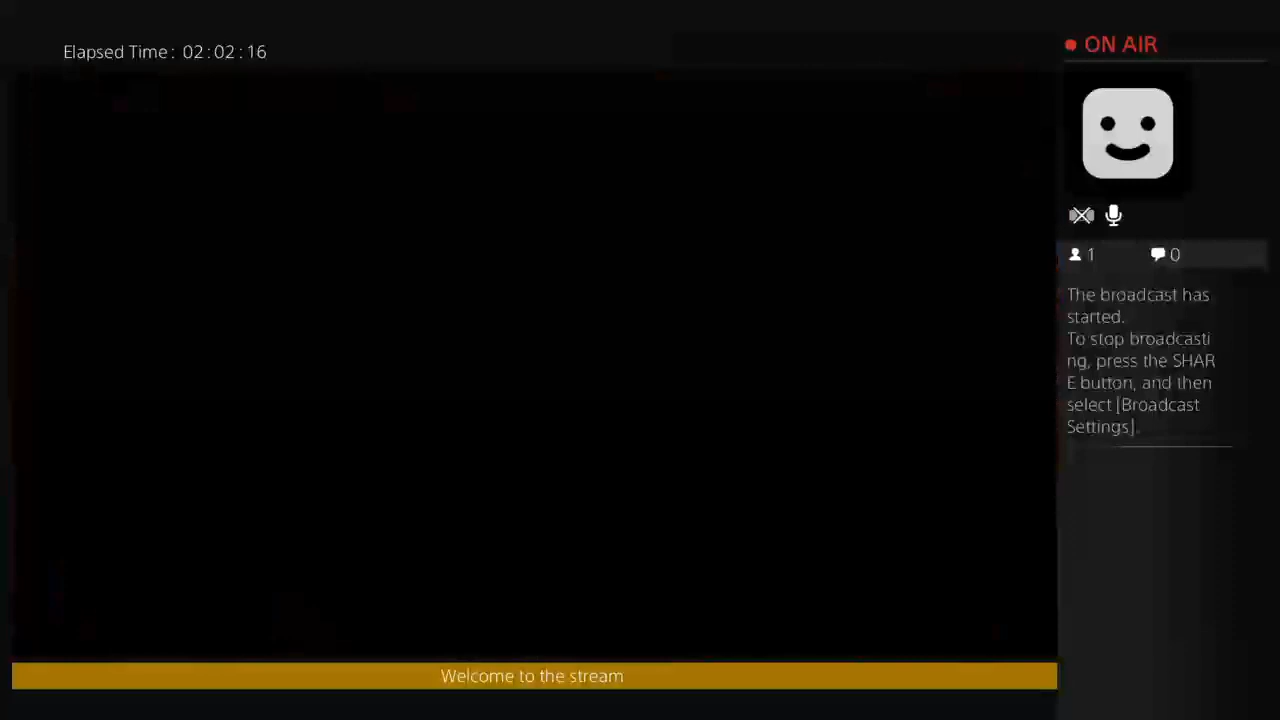 Elapsed Time: 02:02:16
ON AIR
1 0
The broadcast has
started.
To stop broadcasti
ng, press the SHAR
E button, and then
select [Broadcast
Settings].
Welcome to the stream